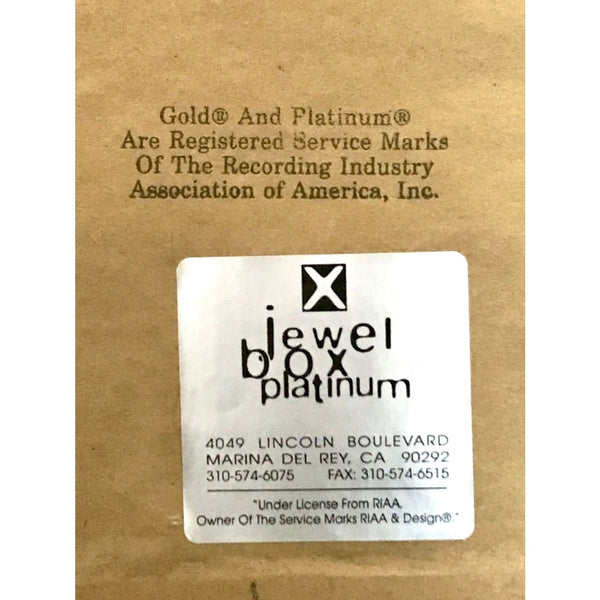 Gold® And Platinum®
Are Registered Service Marks
Of The Recording Industry
Association of America, Inc.
X
jewel
box
platinum
4049 LINCOLN BOULEVARD
MARINA DEL REY, CA 90292
310-574-6075 FAX: 310-574-6515
"Under License From RIAA,
Owner Of The Service Marks RIAA & Design®."